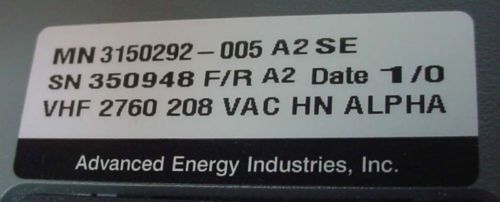 MN 3150292-005 A2 SE
SN 350948 F/R A2 Date 1/0
VHF 2760 208 VAC HN ALPHA
Advanced Energy Industries, Inc.